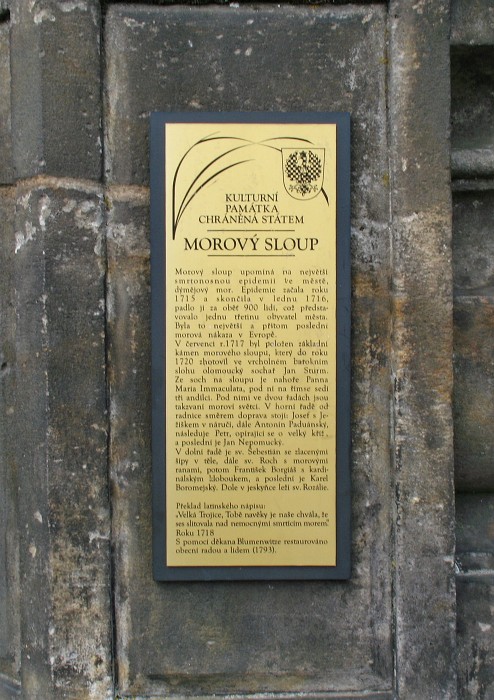 KULTURNÍ
PAMÁTKA
CHRÁNĚNÁ STÁTEM
MOROVÝ SLOUP
Morový sloup upomíná na největší
smrtonosnou epidemii ve městě,
dýmějový mor. Epidemie začala roku
1715 a skončila v lednu 1716,
padlo jí za oběť 900 lidí, což předsta-
vovalo jednu třetinu obyvatel města.
Byla to největší a přitom poslední
morová nákaza v Evropě.
V červenci r.1717 byl položen základní
kámen morového sloupu, který do roku
1720 zhotovil ve vrcholném barokním
slohu olomoucký sochař Jan Sturm.
Ze soch na sloupu je nahoře Panna
Maria Immaculata, pod ní na římse sedí
tři andílci. Pod nimi ve dvou řadách jsou
takzvaní moroví světci. V horní řadě od
radnice směrem doprava stojí: Josef s Je-
žíškem v náručí, dále Antonín Paduánský,
následuje Petr, opírající se o velký kříž,
a poslední je Jan Nepomucký.
V dolní řadě je sv. Šebestián se zlacenými
šípy v těle, dále sv. Roch s morovými
ranami, potom František Borgiáš s kardi-
nálským kloboukem, a poslední je Karel
Boromejský. Dole v jeskyňce leží sv. Rozálie.
Překlad latinského nápisu:
„Velká Trojice, Tobě navěky je naše chvála, že
ses slitovala nad nemocnými smrtícím morem."
Roku 1718
S pomocí děkana Blumenwitze restaurováno
obecní radou a lidem (1793).